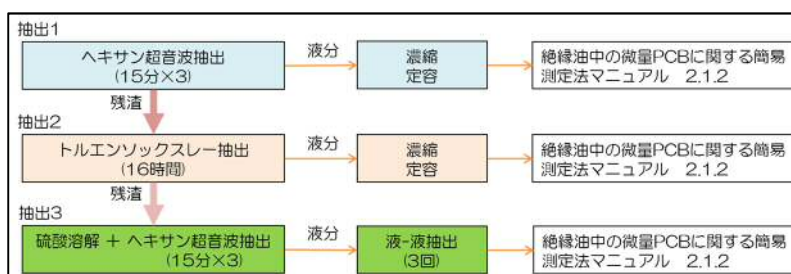 抽出1
ヘキサン超音波抽出
(15分×3)
液分
濃縮
定容
絶縁油中の微量PCBに関する簡易
測定法マニュアル 2.1.2
残渣
抽出2
トルエンソックスレー抽出
(16時間)
液分
濃縮
定容
絶縁油中の微量PCBに関する簡易
測定法マニュアル 2.1.2
残渣
抽出3
硫酸溶解 + ヘキサン超音波抽出
(15分×3)
液分
液-液抽出
(3回)
絶縁油中の微量PCBに関する簡易
測定法マニュアル 2.1.2